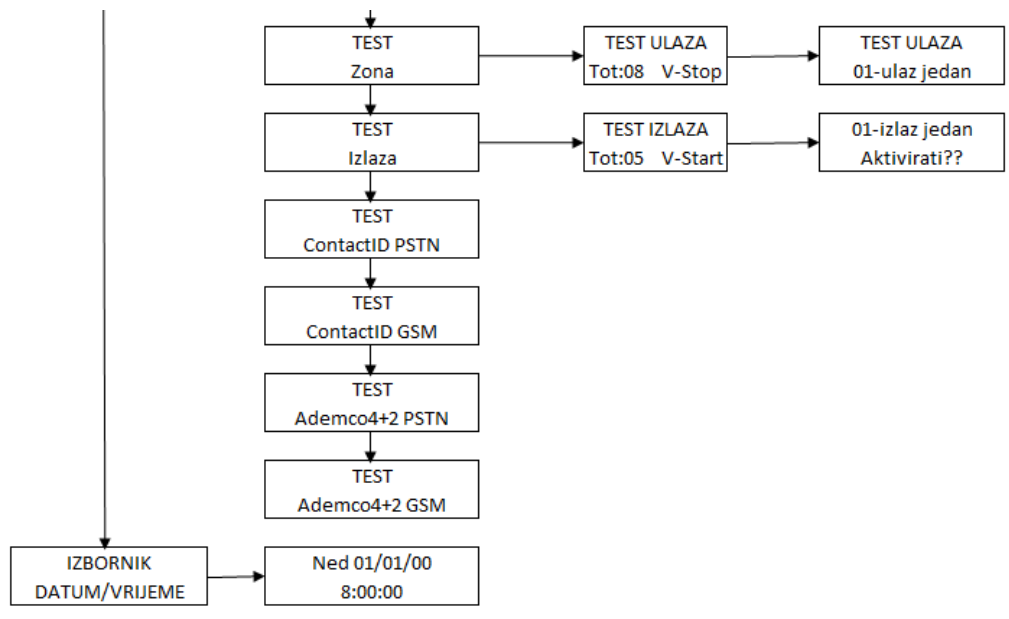 TEST
Zona
TEST ULAZA
Tot:08 V-Stop
TEST ULAZA
01-ulaz jedan
TEST
Izlaza
TEST IZLAZA
Tot:05 V-Start
01-izlaz jedan
Aktivirati??
TEST
ContactID PSTN
TEST
ContactID GSM
TEST
Ademco4+2 PSTN
TEST
Ademco4+2 GSM
IZBORNIK
DATUM/VRIJEME
Ned 01/01/00
8:00:00